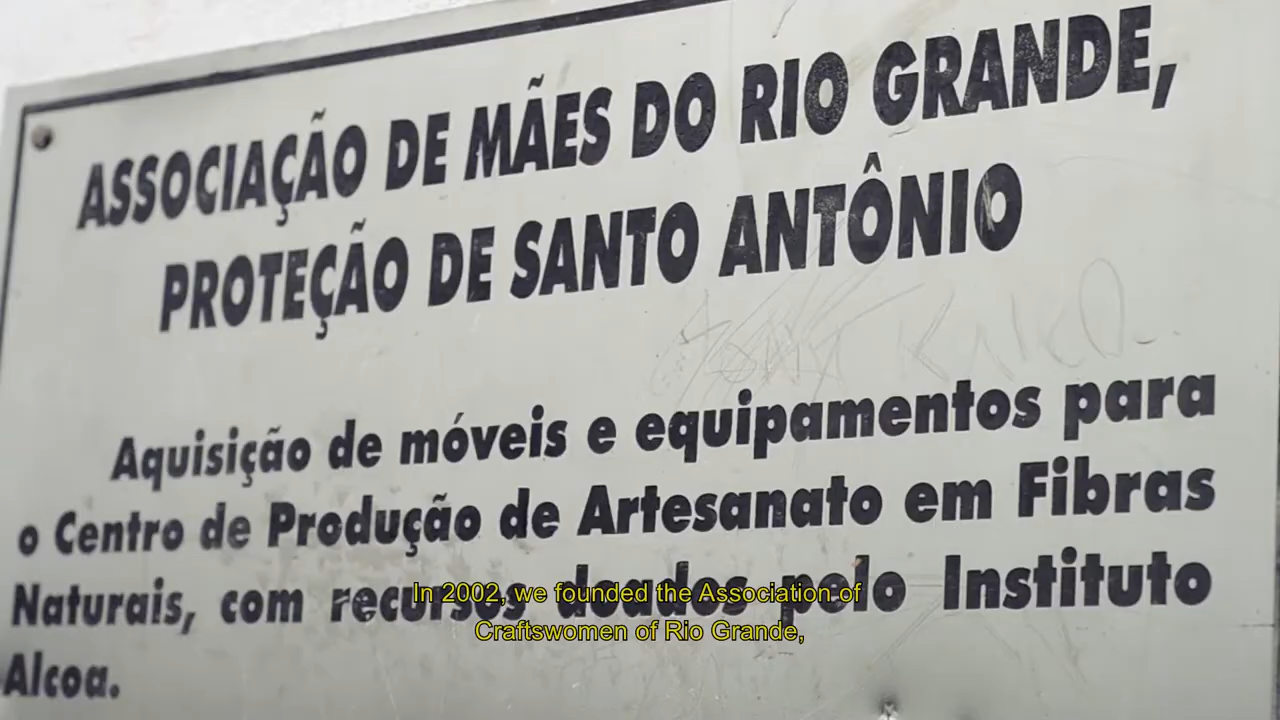 ASSOCIAÇÃO DE MÃES DO RIO GRANDE,
PROTEÇÃO DE SANTO ANTÔNIO
Aquisição de móveis e equipamentos para
o Centro de Produção de Artesanato em Fibras
Naturais, com recursos doados pelo Instituto
Alcoa.
In 2002, we founded the Association of
Craftswomen of Rio Grande,